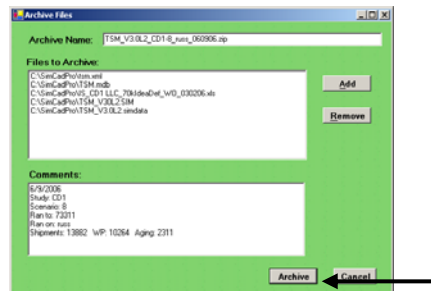 Archive Files
Archive Name: TSM_V3.0L2_CD1-8_russ_060906.zip
Files to Archive:
C:\SimCadPro\tsm.xml
C:\SimCadPro\TSM.mdb
C:\SimCadPro\IS_CD1 LLC_70kIdeaDef_WO_030206.xls
C:\SimCadPro\TSM_V30L2.SIM
C:\SimCadPro\TSM_V3.0L2.simdata
Add
Remove
Comments:
6/9/2006
Study: CD1
Scenario: 8
Ran to: 73311
Ran on: russ
Shipments: 13882 WP: 10264 Aging: 2311
Archive
Cancel